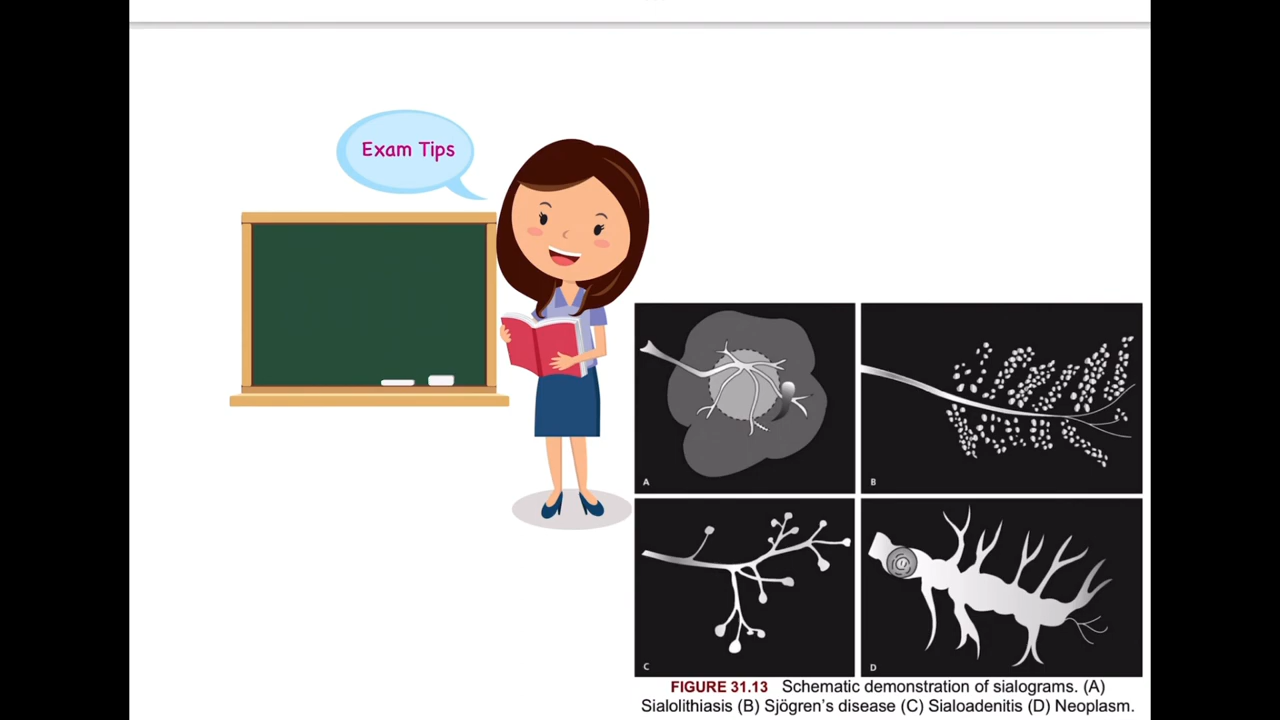 Exam Tips
A
B
C
D
FIGURE 31.13 Schematic demonstration of sialograms. (A)
Sialolithiasis (B) Sjögren's disease (C) Sialoadenitis (D) Neoplasm.